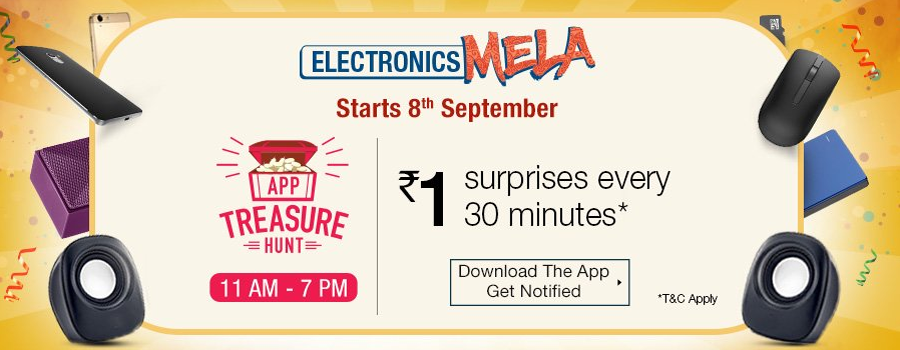 ELECTRONICS MELA
Starts 8th September
APP
TREASURE
HUNT
11 AM - 7 PM
₹1 surprises every
30 minutes*
Download The App
Get Notified
*T&C Apply